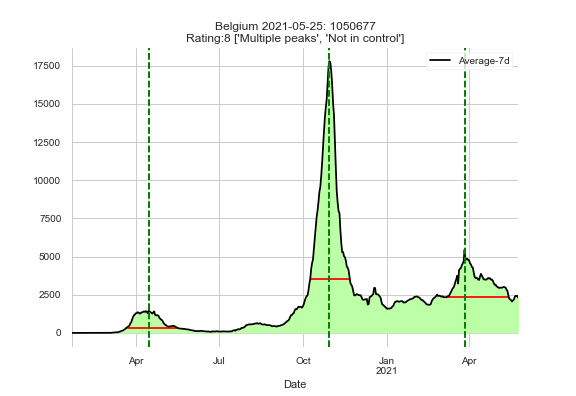 Belgium 2021-05-25: 1050677
Rating:8 ['Multiple peaks', 'Not in control']
Average-7d
17500
15000
12500
10000
7500
5000
2500
0
Apr Jul Oct Jan Apr
2021
Date